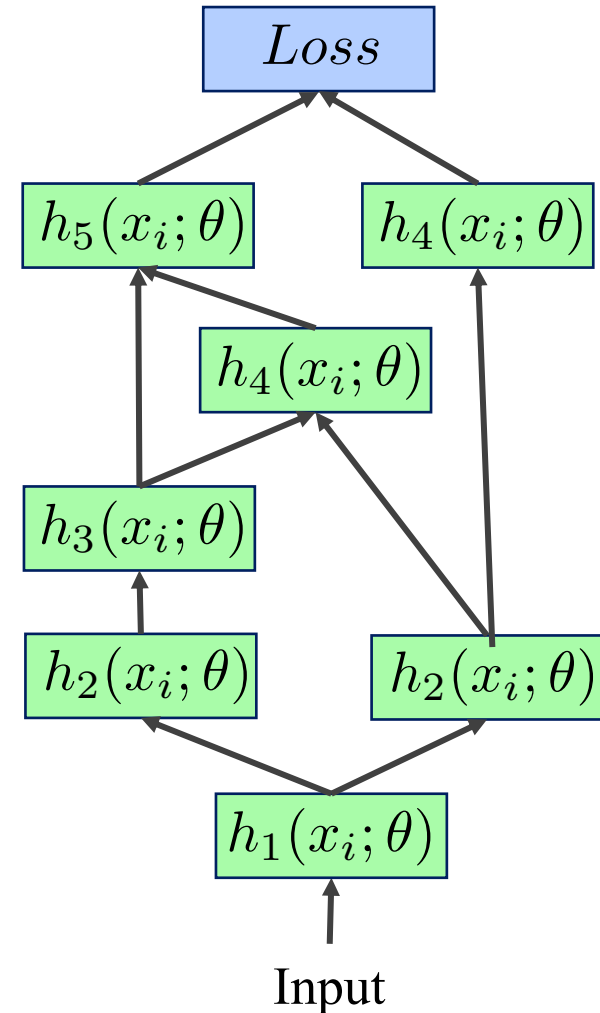 Loss
h₅(xᵢ; θ)
h₄(xᵢ; θ)
h₄(xᵢ; θ)
h₃(xᵢ; θ)
h₂(xᵢ; θ)
h₂(xᵢ; θ)
h₁(xᵢ; θ)
Input